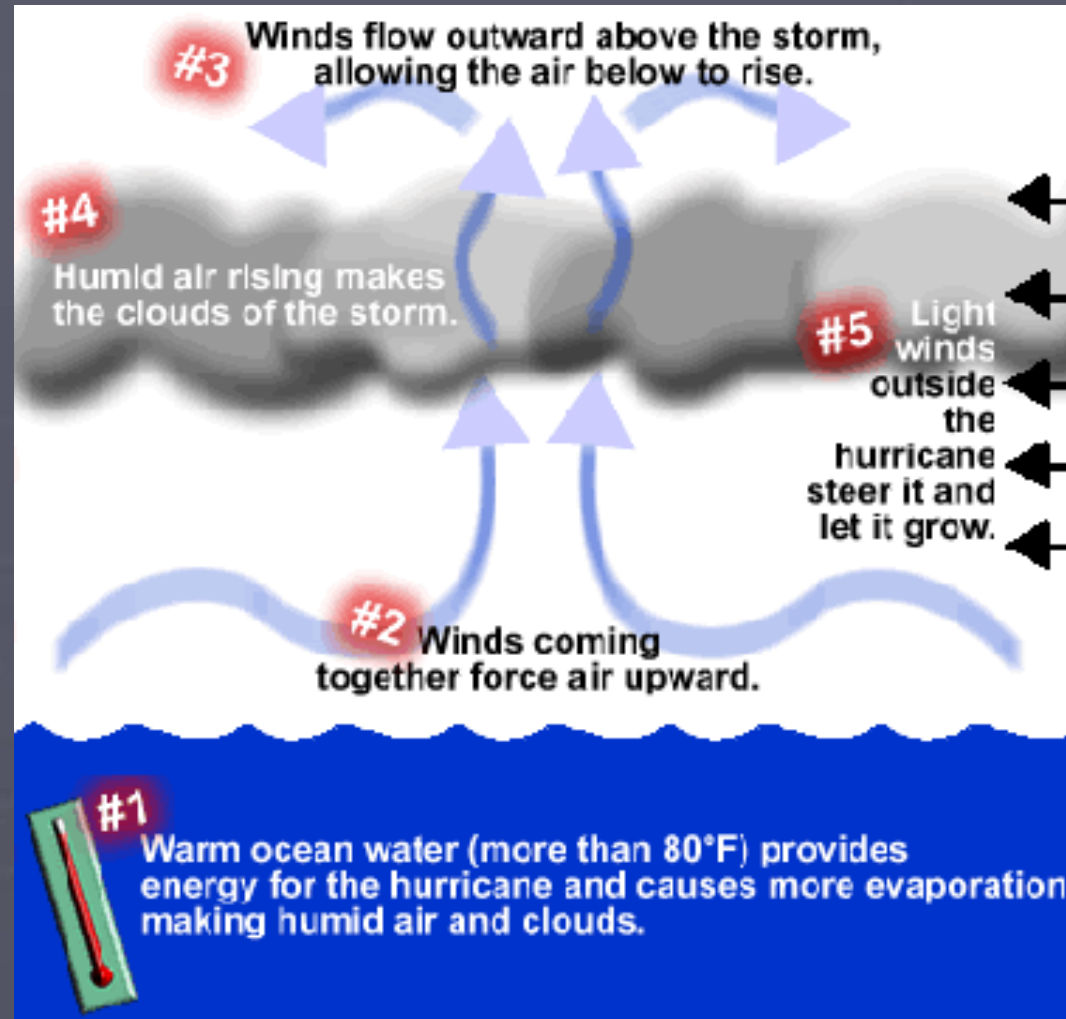 #3
Winds flow outward above the storm,
allowing the air below to rise.
#4
Humid air rising makes
the clouds of the storm.
#5
Light
winds
outside
the
hurricane
steer it and
let it grow.
#2
Winds coming
together force air upward.
#1
Warm ocean water (more than 80°F) provides
energy for the hurricane and causes more evaporation
making humid air and clouds.